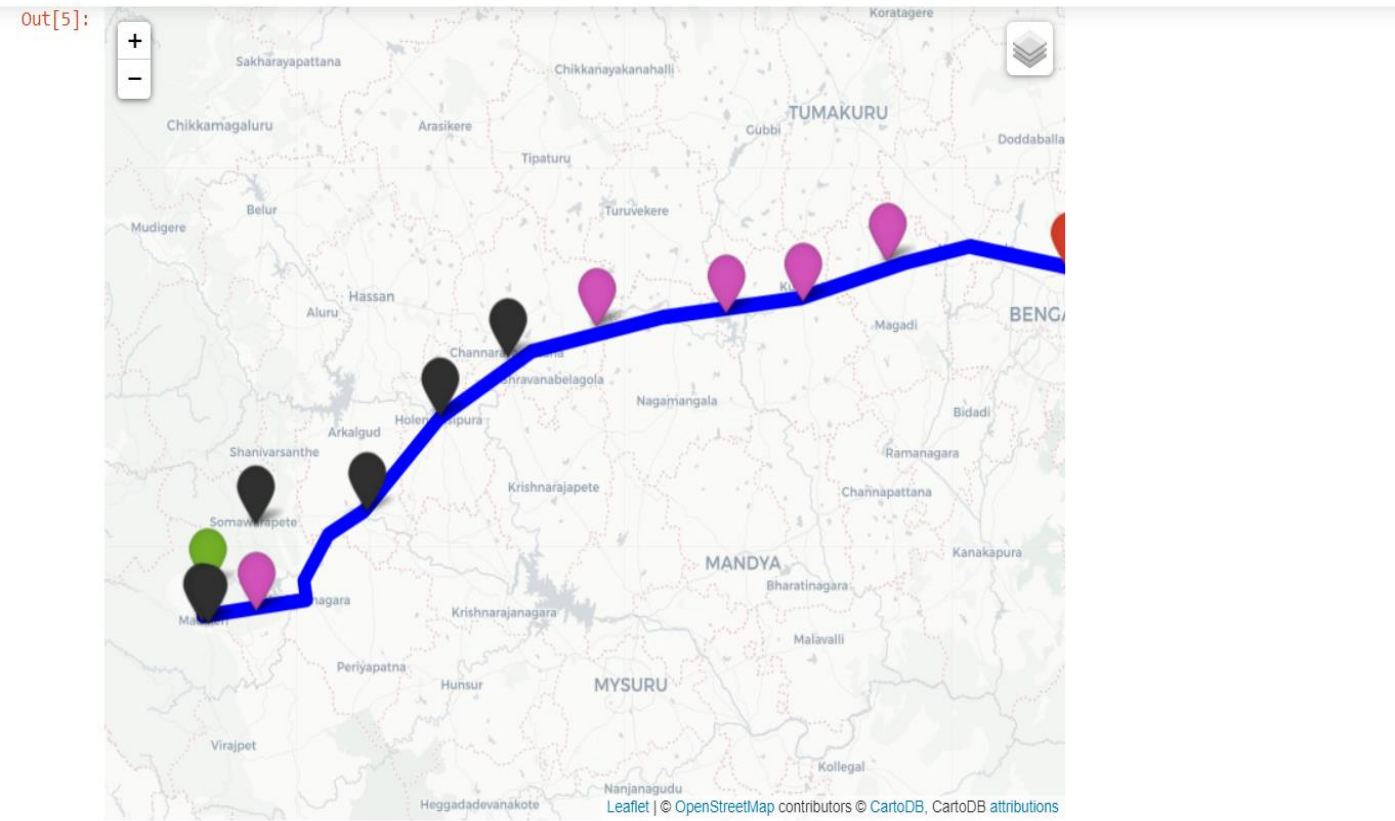 Out[5]:
+
−
Koratagere
Sakharayapattana
Chikkanayakanahalli
TUMAKURU
Chikkamagaluru
Arasikere
Gubbi
Doddaballa
Tipaturu
Belur
Turuvekere
Mudigere
Hassan
Aluru
BENGA
Magadi
Nagamangala
Bidadi
Arkalgud
Shanivarsanthe
Ramanagara
Krishnarajapete
Channapattana
Kanakapura
MANDYA
Bharatinagara
Krishnarajanagara
Malavalli
Periyapatna
Hunsur
MYSURU
Virajpet
Kollegal
Nanjanagudu
Heggadadevanakote
Leaflet | © OpenStreetMap contributors © CartoDB, CartoDB attributions